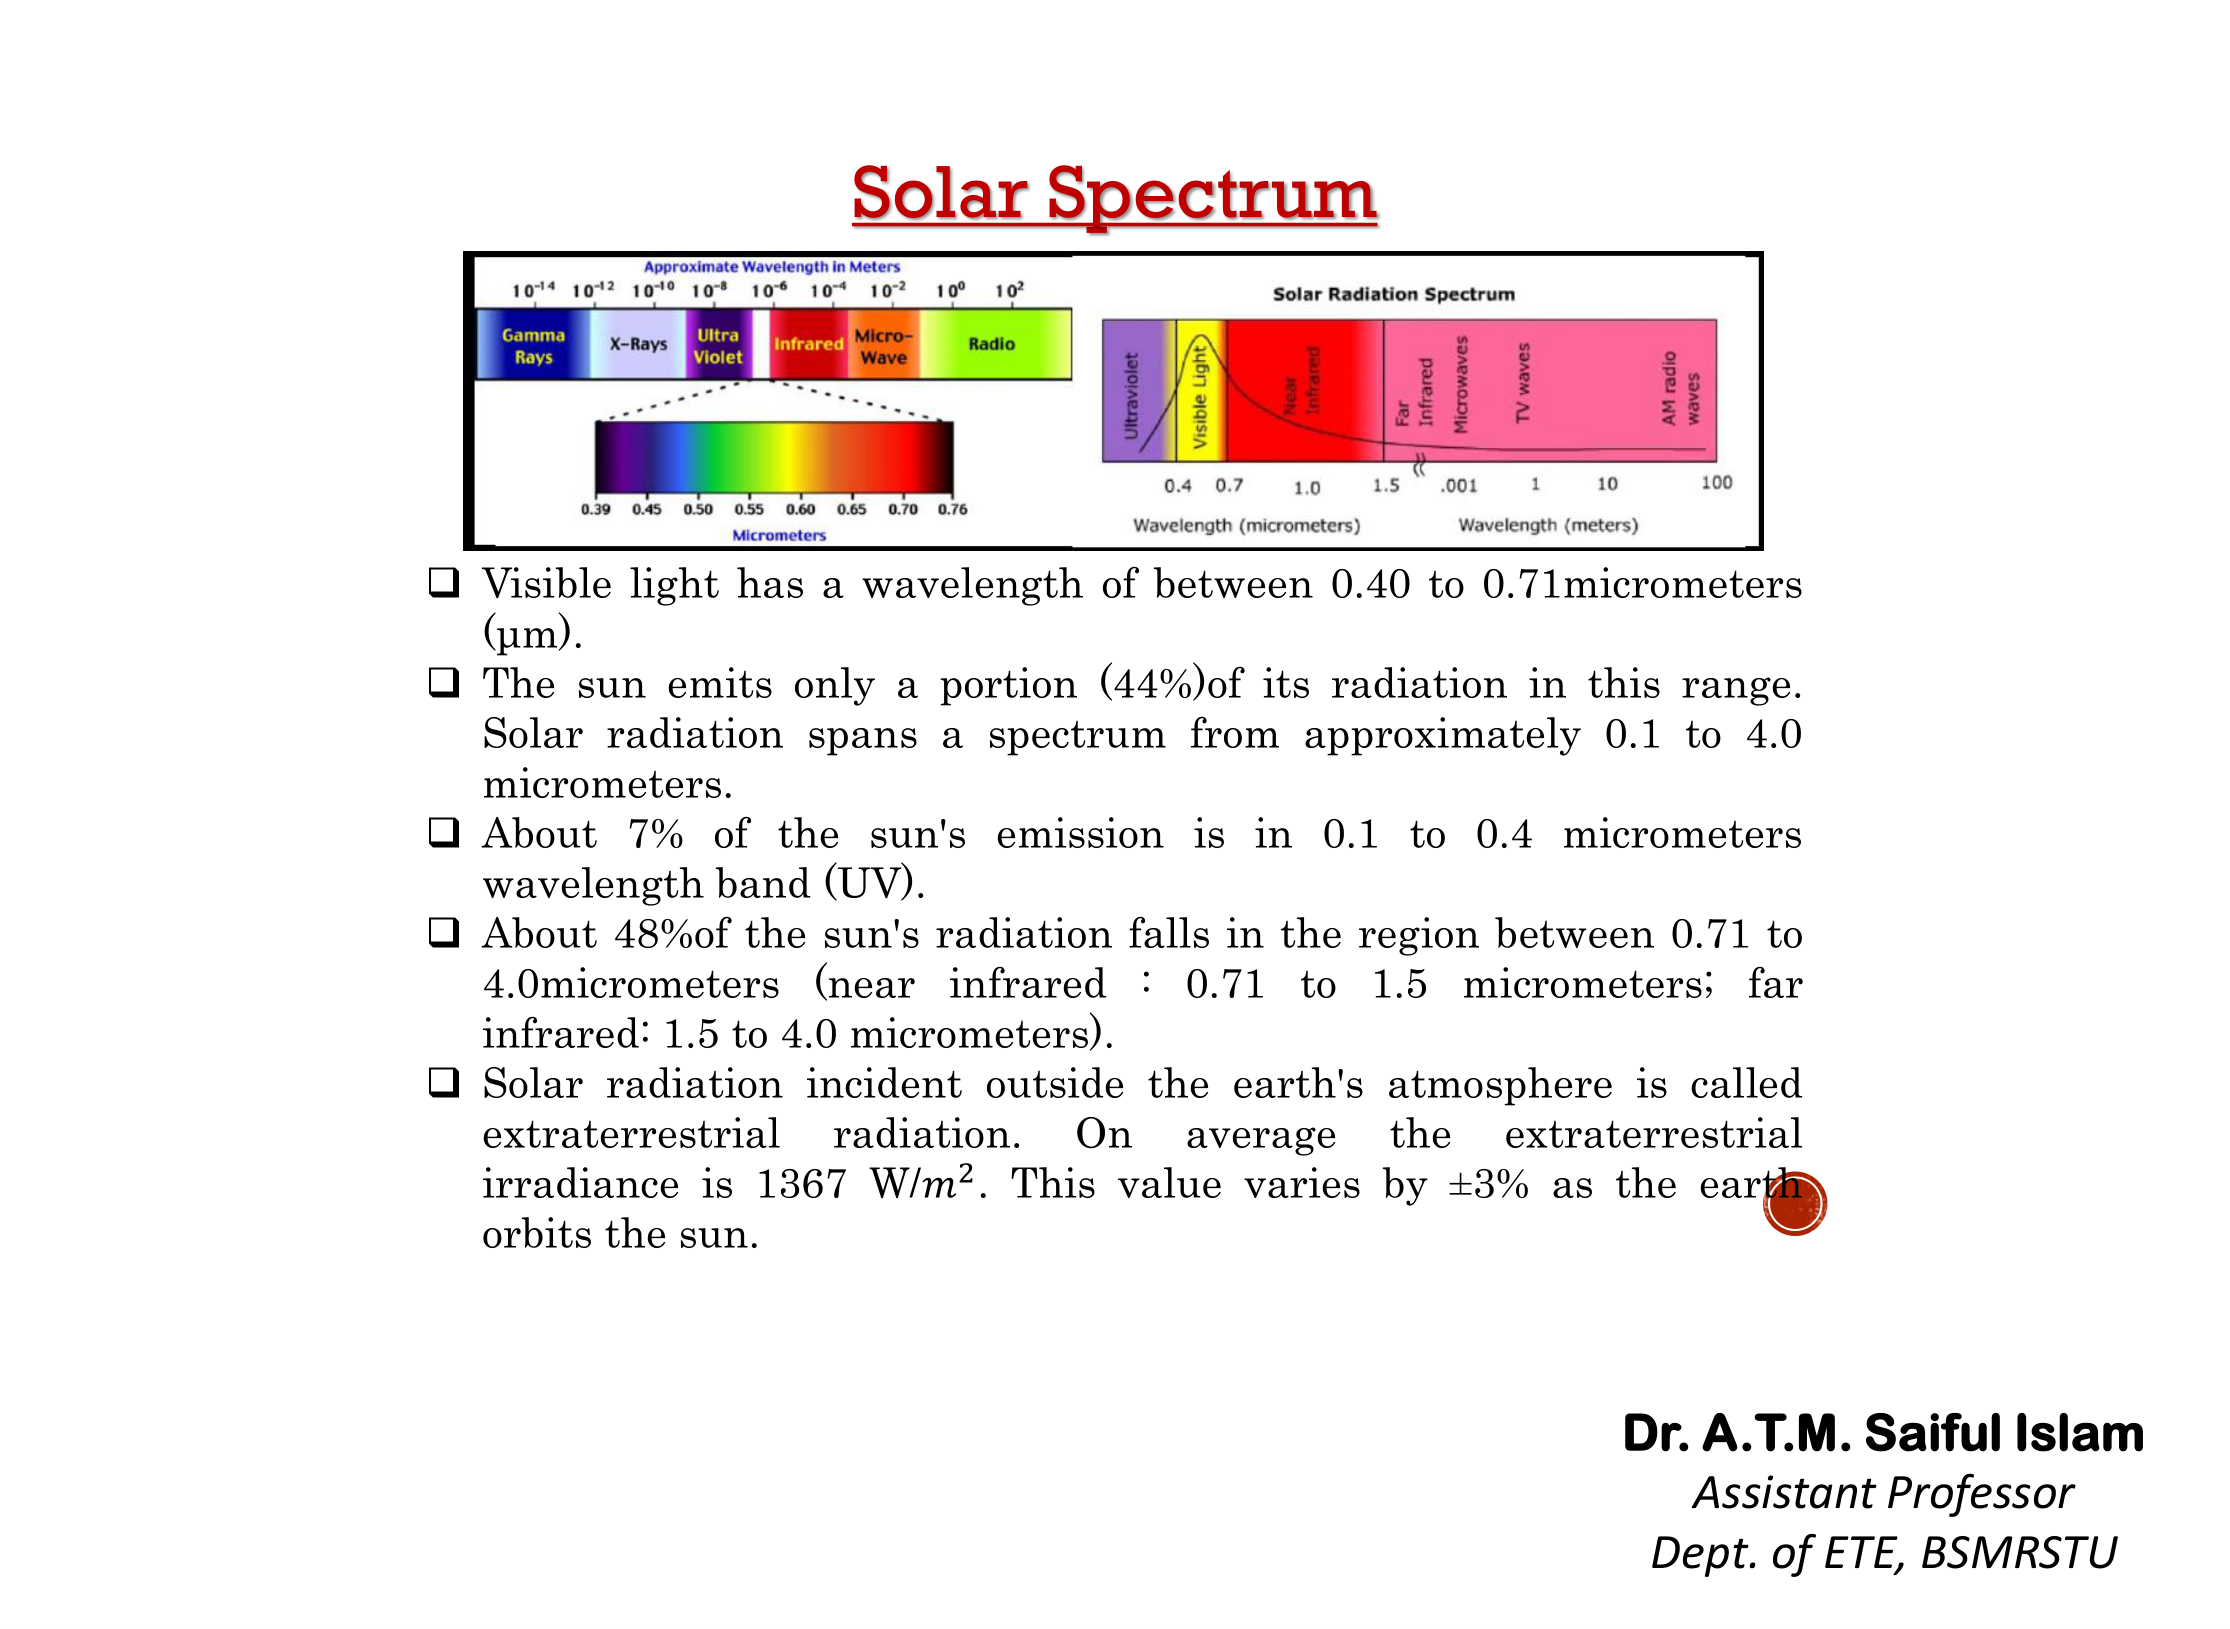 Solar Spectrum
Approximate Wavelength in Meters
10⁻¹⁴ 10⁻¹² 10⁻¹⁰ 10⁻⁸ 10⁻⁶ 10⁻⁴ 10⁻² 10⁰ 10²
Gamma Rays X-Rays Ultra Violet Infrared Micro-Wave Radio
0.39 0.45 0.50 0.55 0.60 0.65 0.70 0.76
Micrometers
Solar Radiation Spectrum
Ultraviolet Visible Light Near Infrared Far Infrared Microwaves TV waves AM radio waves
0.4 0.7 1.0 1.5 .001 1 10 100
Wavelength (micrometers) Wavelength (meters)
❑ Visible light has a wavelength of between 0.40 to 0.71micrometers
(µm).
❑ The sun emits only a portion (44%)of its radiation in this range.
Solar radiation spans a spectrum from approximately 0.1 to 4.0
micrometers.
❑ About 7% of the sun's emission is in 0.1 to 0.4 micrometers
wavelength band (UV).
❑ About 48%of the sun's radiation falls in the region between 0.71 to
4.0micrometers (near infrared : 0.71 to 1.5 micrometers; far
infrared: 1.5 to 4.0 micrometers).
❑ Solar radiation incident outside the earth's atmosphere is called
extraterrestrial radiation. On average the extraterrestrial
irradiance is 1367 W/m². This value varies by ±3% as the earth
orbits the sun.
Dr. A.T.M. Saiful Islam
Assistant Professor
Dept. of ETE, BSMRSTU